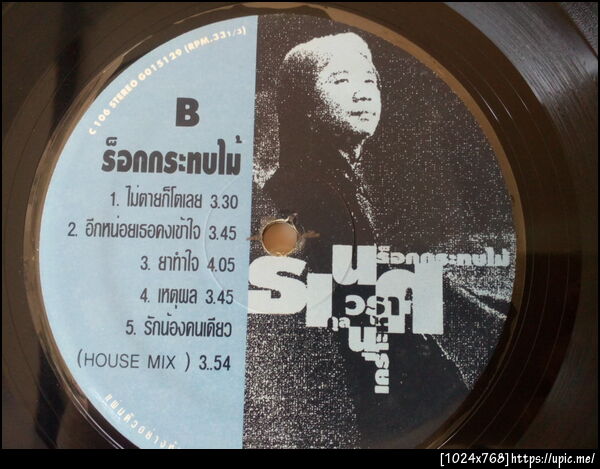 C 106 STEREO G015129 (RPM.33 1/3)
B
ร็อกกระทบไม้
1. ไม่ตายก็โตเลย 3.30
2. อีกหน่อยเธอคงเข้าใจ 3.45
3. ยาทำใจ 4.05
4. เหตุผล 3.45
5. รักน้องคนเดียว
(HOUSE MIX ) 3..54
ร็อกกระทบไม้
[1024x768]https://upic.me/